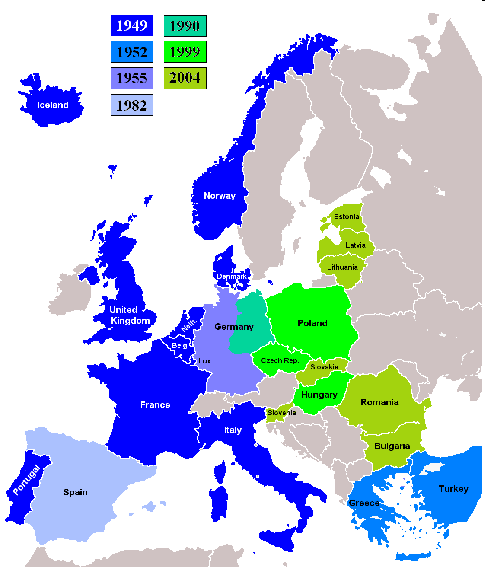 1949
1990
1952
1999
1955
2004
1982
Iceland
Norway
Estonia
Latvia
Lithuania
Denmark
United
Kingdom
Neth
Germany
Poland
Belg
Lux
Czech Rep.
Slovakia
France
Hungary
Romania
Italy
Slovenia
Bulgaria
Portugal
Spain
Greece
Turkey